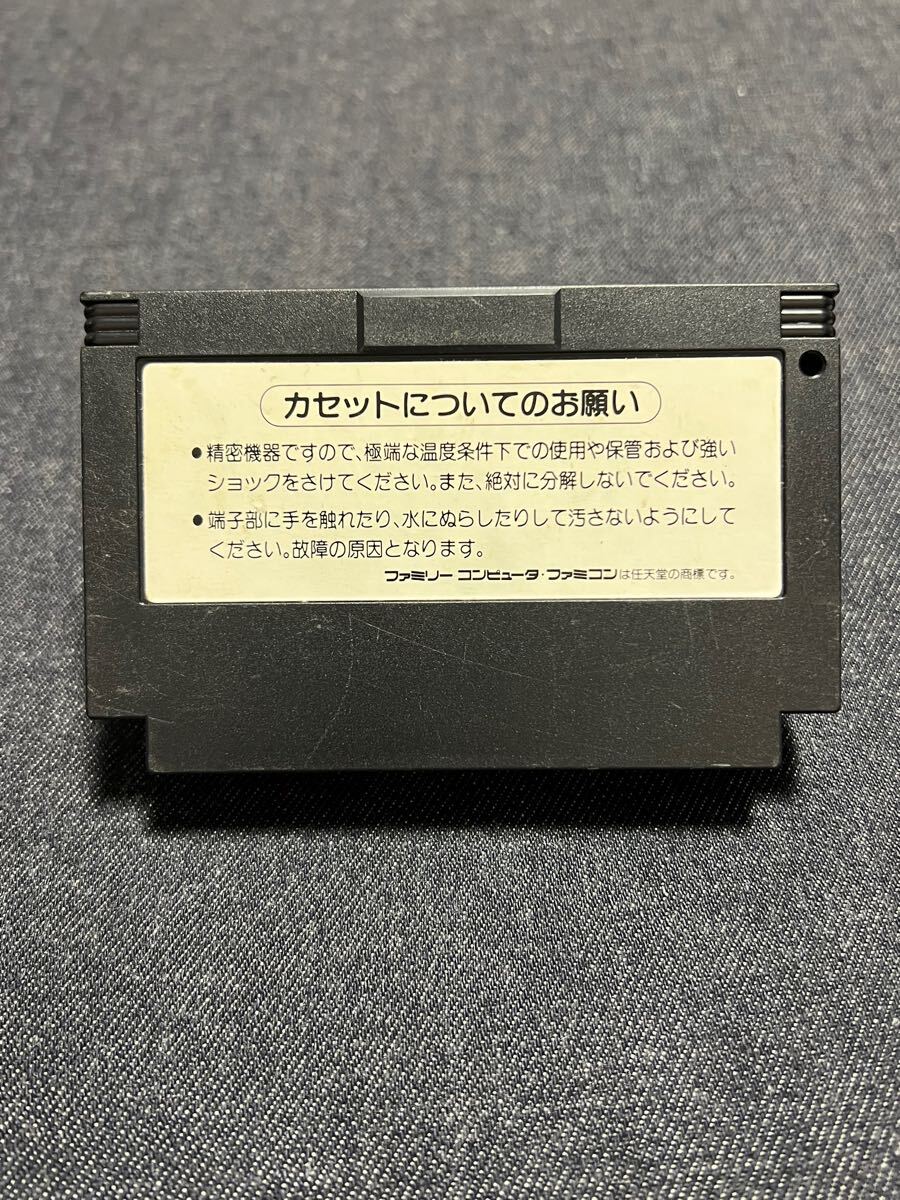 カセットについてのお願い
●精密機器ですので、極端な温度条件下での使用や保管および強い
ショックをさけてください。また、絶対に分解しないでください。
●端子部に手を触れたり、水にぬらしたりして汚さないようにして
ください。故障の原因となります。
ファミリー コンピュータ・ファミコンは任天堂の商標です。